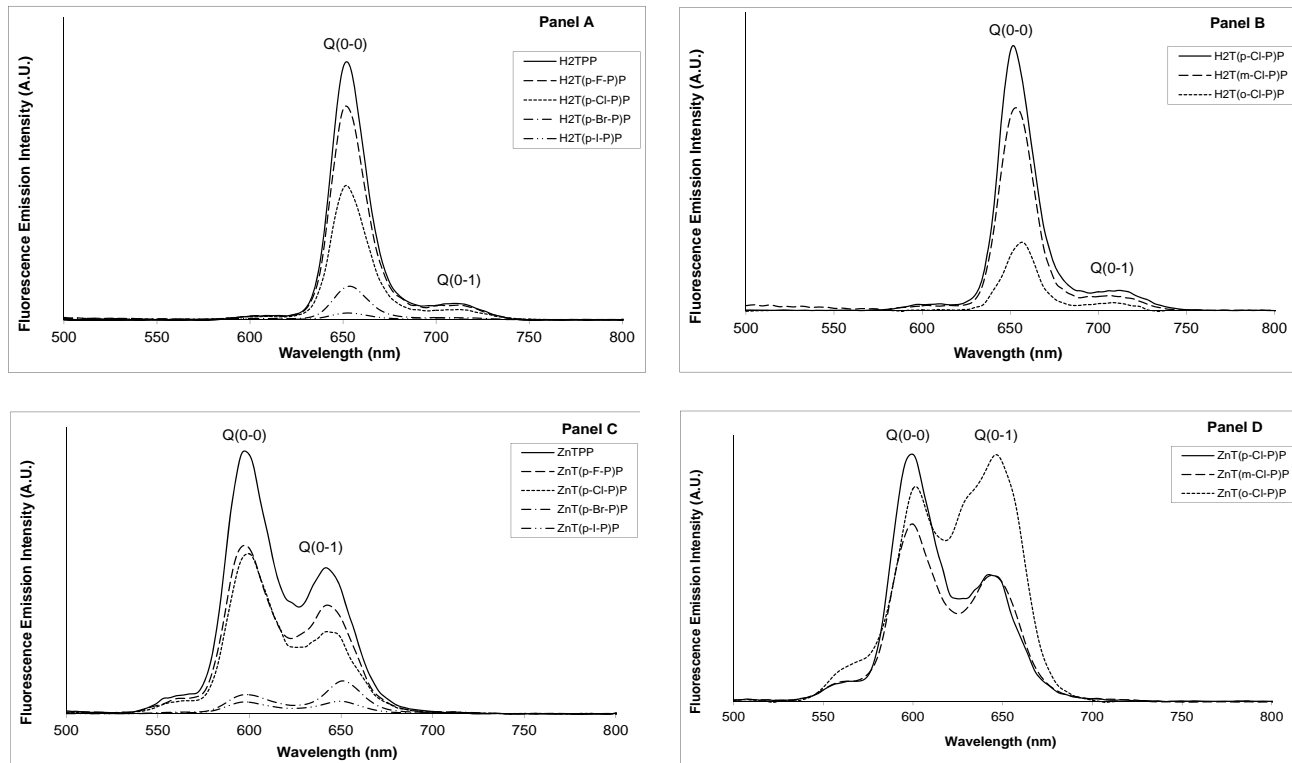 Panel A
Q(0-0)
H2TPP
H2T(p-F-P)P
H2T(p-Cl-P)P
H2T(p-Br-P)P
H2T(p-I-P)P
Q(0-1)
Fluorescence Emission Intensity (A.U.)
500 550 600 650 700 750 800
Wavelength (nm)
Panel B
Q(0-0)
H2T(p-Cl-P)P
H2T(m-Cl-P)P
H2T(o-Cl-P)P
Q(0-1)
Fluorescence Emission Intensity (A.U.)
500 550 600 650 700 750 800
Wavelength (nm)
Panel C
Q(0-0)
ZnTPP
ZnT(p-F-P)P
ZnT(p-Cl-P)P
ZnT(p-Br-P)P
ZnT(p-I-P)P
Q(0-1)
Fluorescence Emission Intensity (A.U.)
500 550 600 650 700 750 800
Wavelength (nm)
Panel D
Q(0-0) Q(0-1)
ZnT(p-Cl-P)P
ZnT(m-Cl-P)P
ZnT(o-Cl-P)P
Fluorescence Emission Intensity (A.U.)
500 550 600 650 700 750 800
Wavelength (nm)